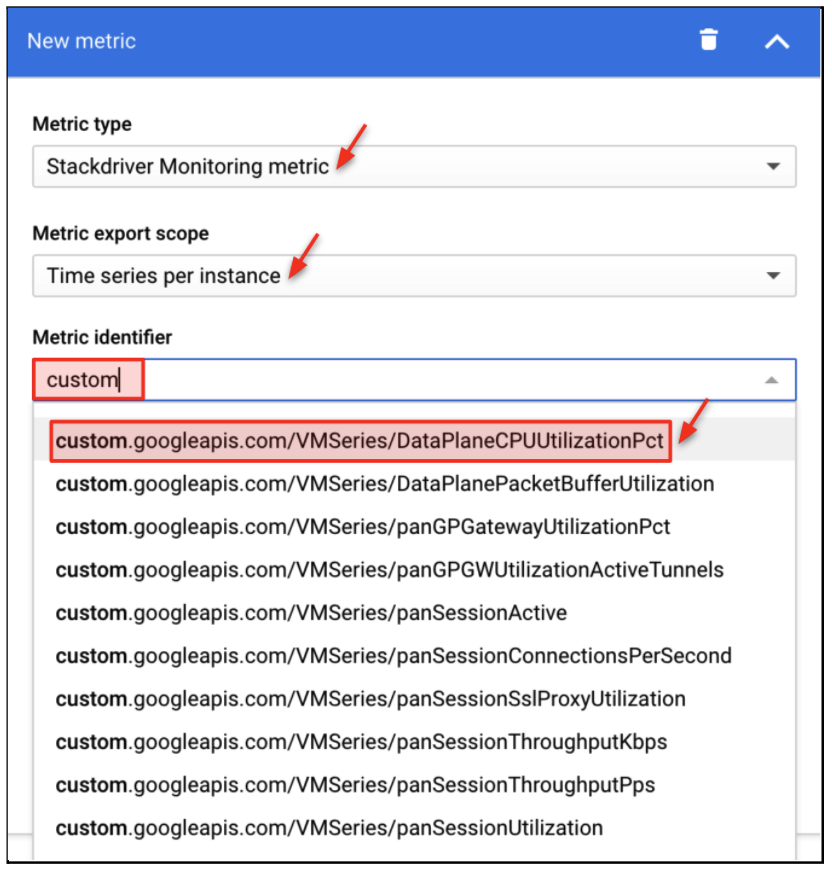 New metric
Metric type
Stackdriver Monitoring metric
Metric export scope
Time series per instance
Metric identifier
custom
custom.googleapis.com/VMSeries/DataPlaneCPUUtilizationPct
custom.googleapis.com/VMSeries/DataPlanePacketBufferUtilization
custom.googleapis.com/VMSeries/panGPGatewayUtilizationPct
custom.googleapis.com/VMSeries/panGPGWUtilizationActiveTunnels
custom.googleapis.com/VMSeries/panSessionActive
custom.googleapis.com/VMSeries/panSessionConnectionsPerSecond
custom.googleapis.com/VMSeries/panSessionSslProxyUtilization
custom.googleapis.com/VMSeries/panSessionThroughputKbps
custom.googleapis.com/VMSeries/panSessionThroughputPps
custom.googleapis.com/VMSeries/panSessionUtilization